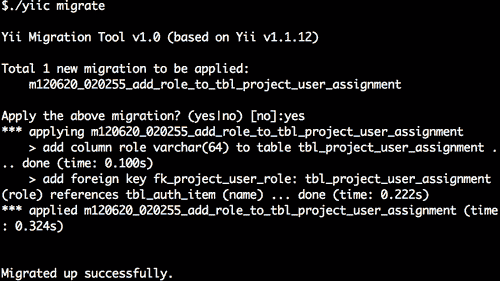 $./yiic migrate
Yii Migration Tool v1.0 (based on Yii v1.1.12)
Total 1 new migration to be applied:
    m120620_020255_add_role_to_tbl_project_user_assignment
Apply the above migration? (yes|no) [no]:yes
*** applying m120620_020255_add_role_to_tbl_project_user_assignment
    > add column role varchar(64) to table tbl_project_user_assignment .
.. done (time: 0.100s)
    > add foreign key fk_project_user_role: tbl_project_user_assignment
(role) references tbl_auth_item (name) ... done (time: 0.222s)
*** applied m120620_020255_add_role_to_tbl_project_user_assignment (time
: 0.324s)
Migrated up successfully.